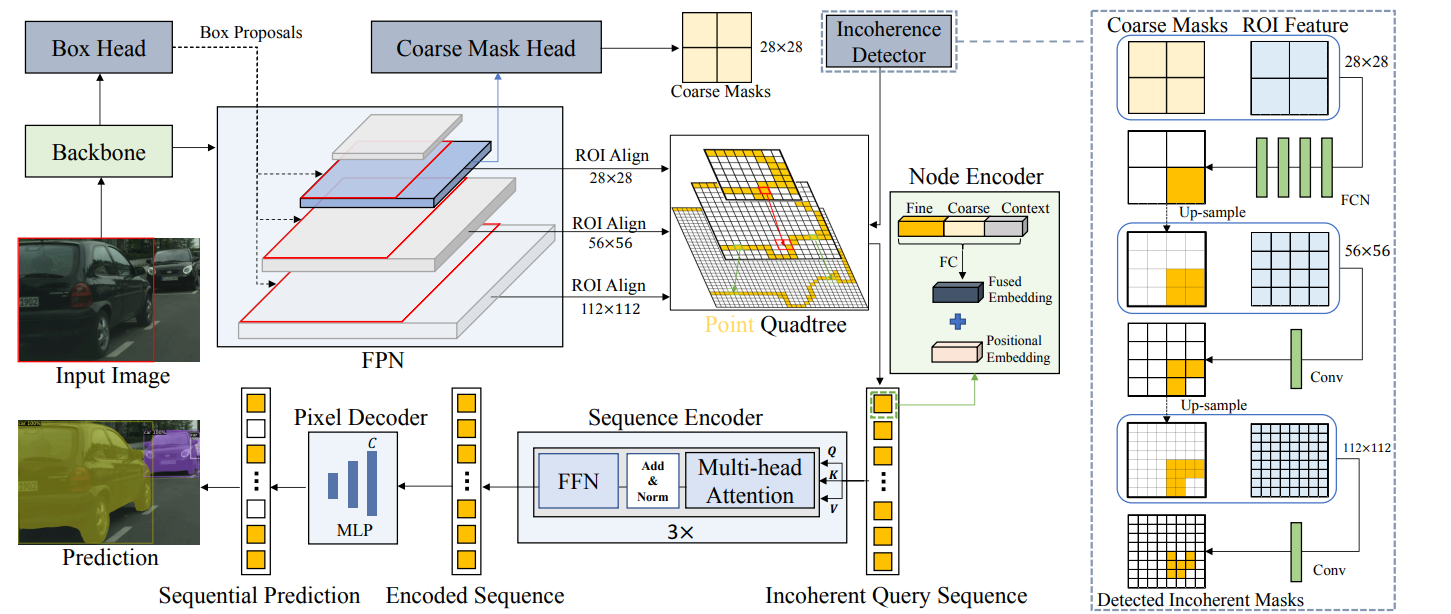 Box Head
Box Proposals
Coarse Mask Head
28×28
Coarse Masks
Incoherence
Detector
Coarse Masks ROI Feature
28×28
Backbone
ROI Align
28×28
ROI Align
56×56
ROI Align
112×112
FPN
Input Image
Point Quadtree
Node Encoder
Fine Coarse Context
FC
Fused
Embedding
Positional
Embedding
FCN
Up-sample
56×56
Conv
Up-sample
112×112
Conv
Detected Incoherent Masks
Prediction
Pixel Decoder
C
MLP
Sequential Prediction
Encoded Sequence
Sequence Encoder
FFN
Add
&
Norm
Multi-head
Attention
Q
K
V
3×
Incoherent Query Sequence